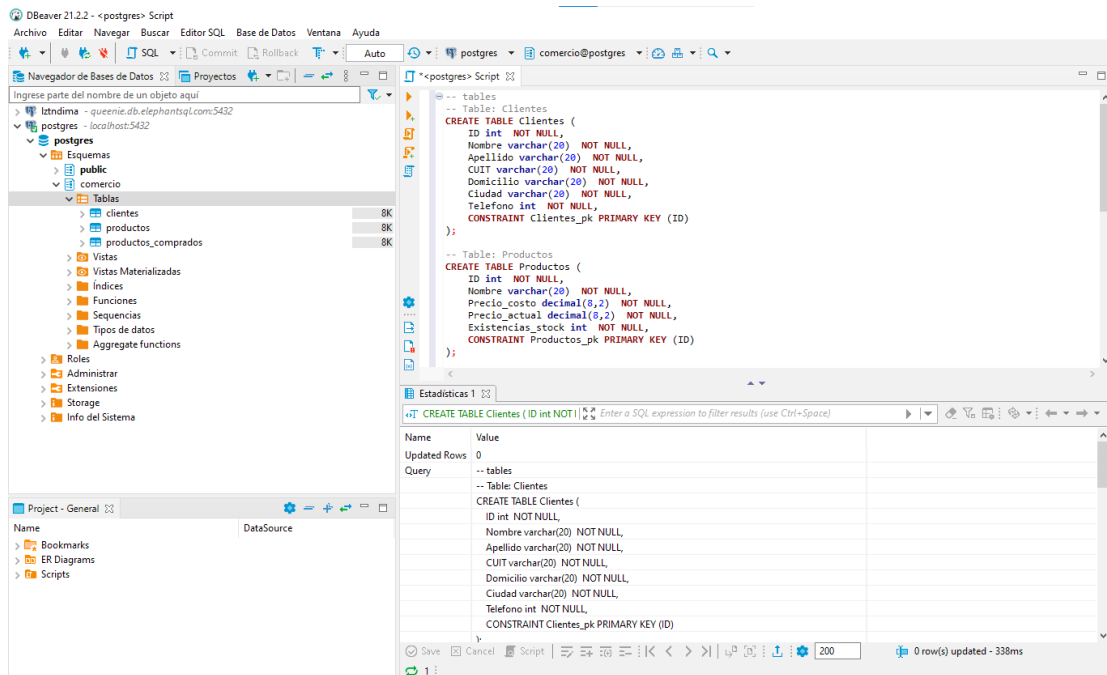 DBeaver 21.2.2 - <postgres> Script
Archivo Editar Navegar Buscar Editor SQL Base de Datos Ventana Ayuda
SQL Commit Rollback Auto postgres comercio@postgres
Navegador de Bases de Datos Proyectos
Ingrese parte del nombre de un objeto aquí
lztndima - queenie.db.elephantsql.com:5432
postgres - localhost:5432
postgres
Esquemas
public
comercio
Tablas
clientes 8K
productos 8K
productos_comprados 8K
Vistas
Vistas Materializadas
Índices
Funciones
Sequencias
Tipos de datos
Aggregate functions
Roles
Administrar
Extensiones
Storage
Info del Sistema
Project - General
Name DataSource
Bookmarks
ER Diagrams
Scripts
*<postgres> Script
-- tables
-- Table: Clientes
CREATE TABLE Clientes (
ID int NOT NULL,
Nombre varchar(20) NOT NULL,
Apellido varchar(20) NOT NULL,
CUIT varchar(20) NOT NULL,
Domicilio varchar(20) NOT NULL,
Ciudad varchar(20) NOT NULL,
Telefono int NOT NULL,
CONSTRAINT Clientes_pk PRIMARY KEY (ID)
);
-- Table: Productos
CREATE TABLE Productos (
ID int NOT NULL,
Nombre varchar(20) NOT NULL,
Precio_costo decimal(8,2) NOT NULL,
Precio_actual decimal(8,2) NOT NULL,
Existencias_stock int NOT NULL,
CONSTRAINT Productos_pk PRIMARY KEY (ID)
);
Estadísticas 1
CREATE TABLE Clientes ( ID int NOT I Enter a SQL expression to filter results (use Ctrl+Space)
Name Value
Updated Rows 0
Query -- tables
-- Table: Clientes
CREATE TABLE Clientes (
ID int NOT NULL,
Nombre varchar(20) NOT NULL,
Apellido varchar(20) NOT NULL,
CUIT varchar(20) NOT NULL,
Domicilio varchar(20) NOT NULL,
Ciudad varchar(20) NOT NULL,
Telefono int NOT NULL,
CONSTRAINT Clientes_pk PRIMARY KEY (ID)
);
Save Cancel Script 200 0 row(s) updated - 338ms
1